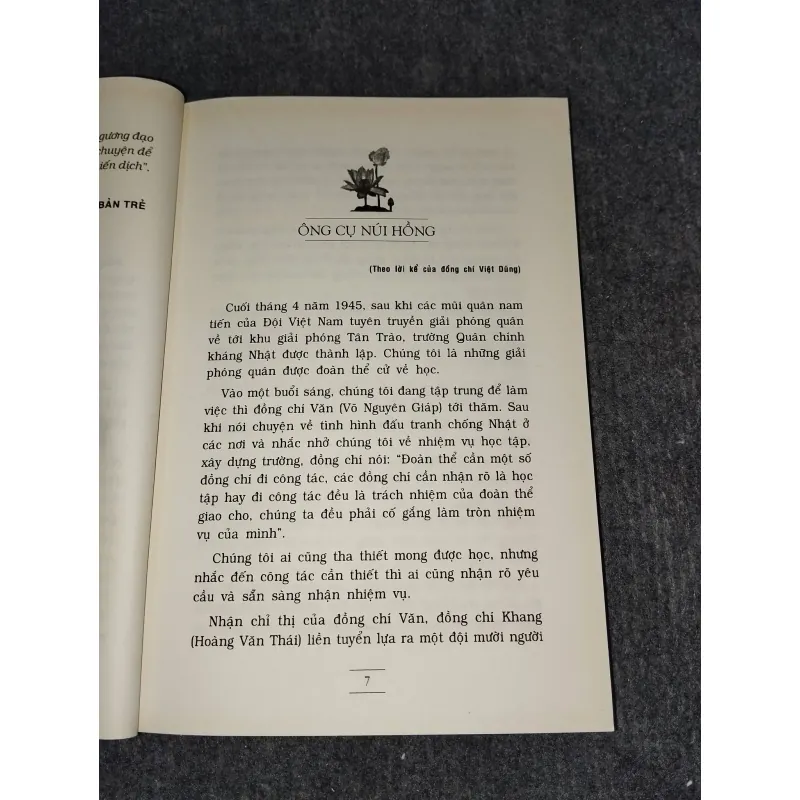 gương đạo
chuyện để
iến dịch".
BẢN TRẺ
ÔNG CỤ NÚI HỒNG
(Theo lời kể của đồng chí Việt Dũng)
Cuối tháng 4 năm 1945, sau khi các mũi quân nam
tiến của Đội Việt Nam tuyên truyền giải phóng quân
về tới khu giải phóng Tân Trào, trường Quân chính
kháng Nhật được thành lập. Chúng tôi là những giải
phóng quân được đoàn thể cử về học.
Vào một buổi sáng, chúng tôi đang tập trung để làm
việc thì đồng chí Văn (Võ Nguyên Giáp) tới thăm. Sau
khi nói chuyện về tình hình đấu tranh chống Nhật ở
các nơi và nhắc nhở chúng tôi về nhiệm vụ học tập,
xây dựng trường, đồng chí nói: "Đoàn thể cần một số
đồng chí đi công tác, các đồng chí cần nhận rõ là học
tập hay đi công tác đều là trách nhiệm của đoàn thể
giao cho, chúng ta đều phải cố gắng làm tròn nhiệm
vụ của mình".
Chúng tôi ai cũng tha thiết mong được học, nhưng
nhắc đến công tác cần thiết thì ai cũng nhận rõ yêu
cầu và sẵn sàng nhận nhiệm vụ.
Nhận chỉ thị của đồng chí Văn, đồng chí Khang
(Hoàng Văn Thái) liền tuyển lựa ra một đội mười người
7